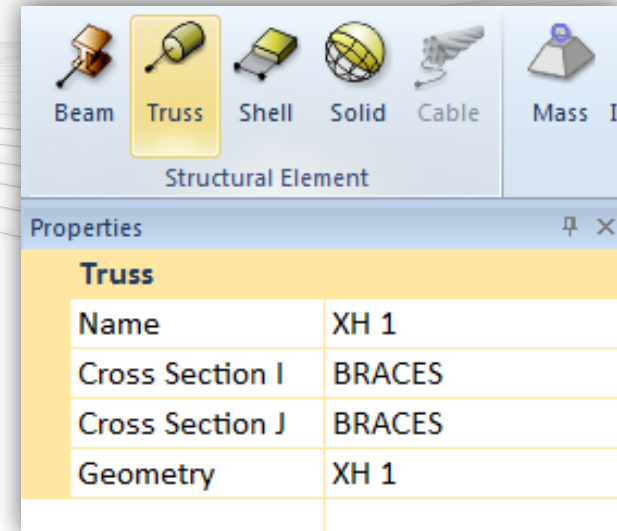 Beam Truss Shell Solid Cable Mass
Structural Element
Properties
Truss
Name XH 1
Cross Section I BRACES
Cross Section J BRACES
Geometry XH 1